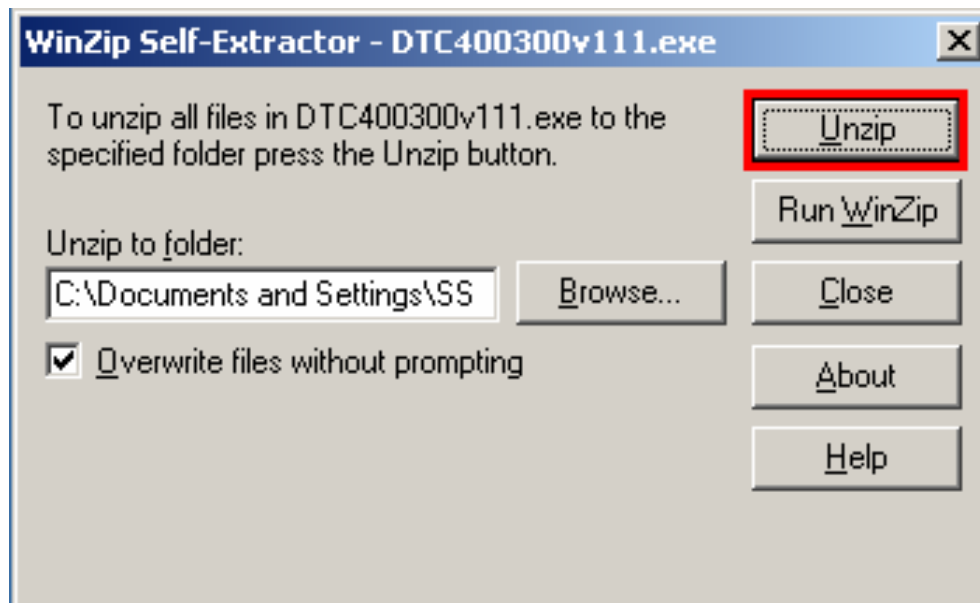 WinZip Self-Extractor - DTC400300v111.exe
To unzip all files in DTC400300v111.exe to the
specified folder press the Unzip button.
Unzip to folder:
C:\Documents and Settings\SS
Browse...
Overwrite files without prompting
Unzip
Run WinZip
Close
About
Help